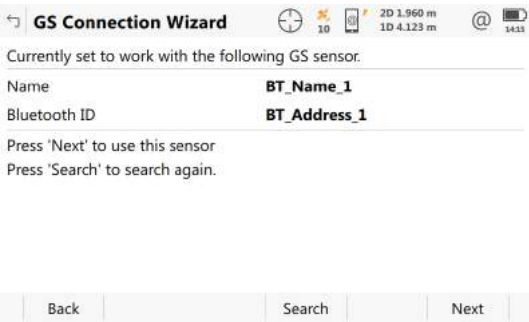 GS Connection Wizard
10
@
2D 1.960 m
1D 4.123 m
@
14:13
Currently set to work with the following GS sensor.
Name BT_Name_1
Bluetooth ID BT_Address_1
Press 'Next' to use this sensor
Press 'Search' to search again.
Back Search Next